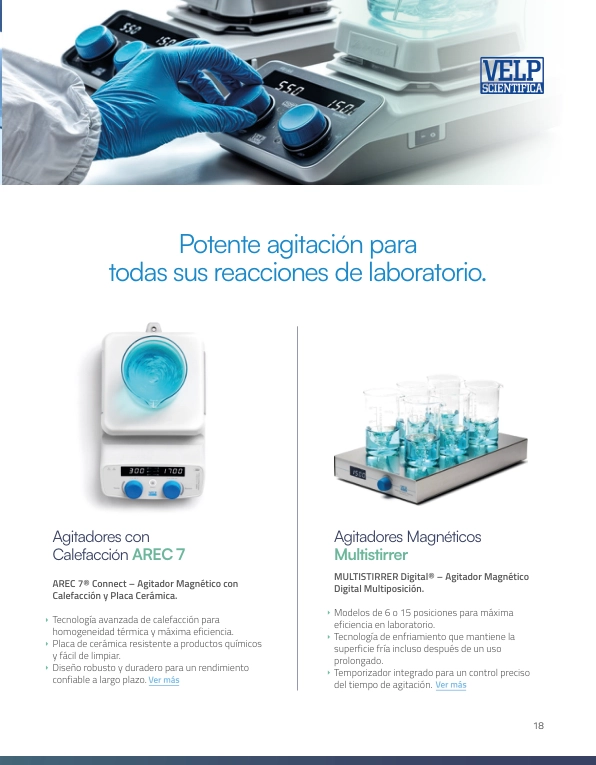 550
550
150
VELP
SCIENTIFICA
Potente agitación para
todas sus reacciones de laboratorio.
300
1700
1500
Agitadores con
Calefacción AREC 7
AREC 7® Connect – Agitador Magnético con
Calefacción y Placa Cerámica.
Tecnología avanzada de calefacción para
homogeneidad térmica y máxima eficiencia.
Placa de cerámica resistente a productos químicos
y fácil de limpiar.
Diseño robusto y duradero para un rendimiento
confiable a largo plazo. Ver más
Agitadores Magnéticos
Multistirrer
MULTISTIRRER Digital® – Agitador Magnético
Digital Multiposición.
Modelos de 6 o 15 posiciones para máxima
eficiencia en laboratorio.
Tecnología de enfriamiento que mantiene la
superficie fría incluso después de un uso
prolongado.
Temporizador integrado para un control preciso
del tiempo de agitación. Ver más
18